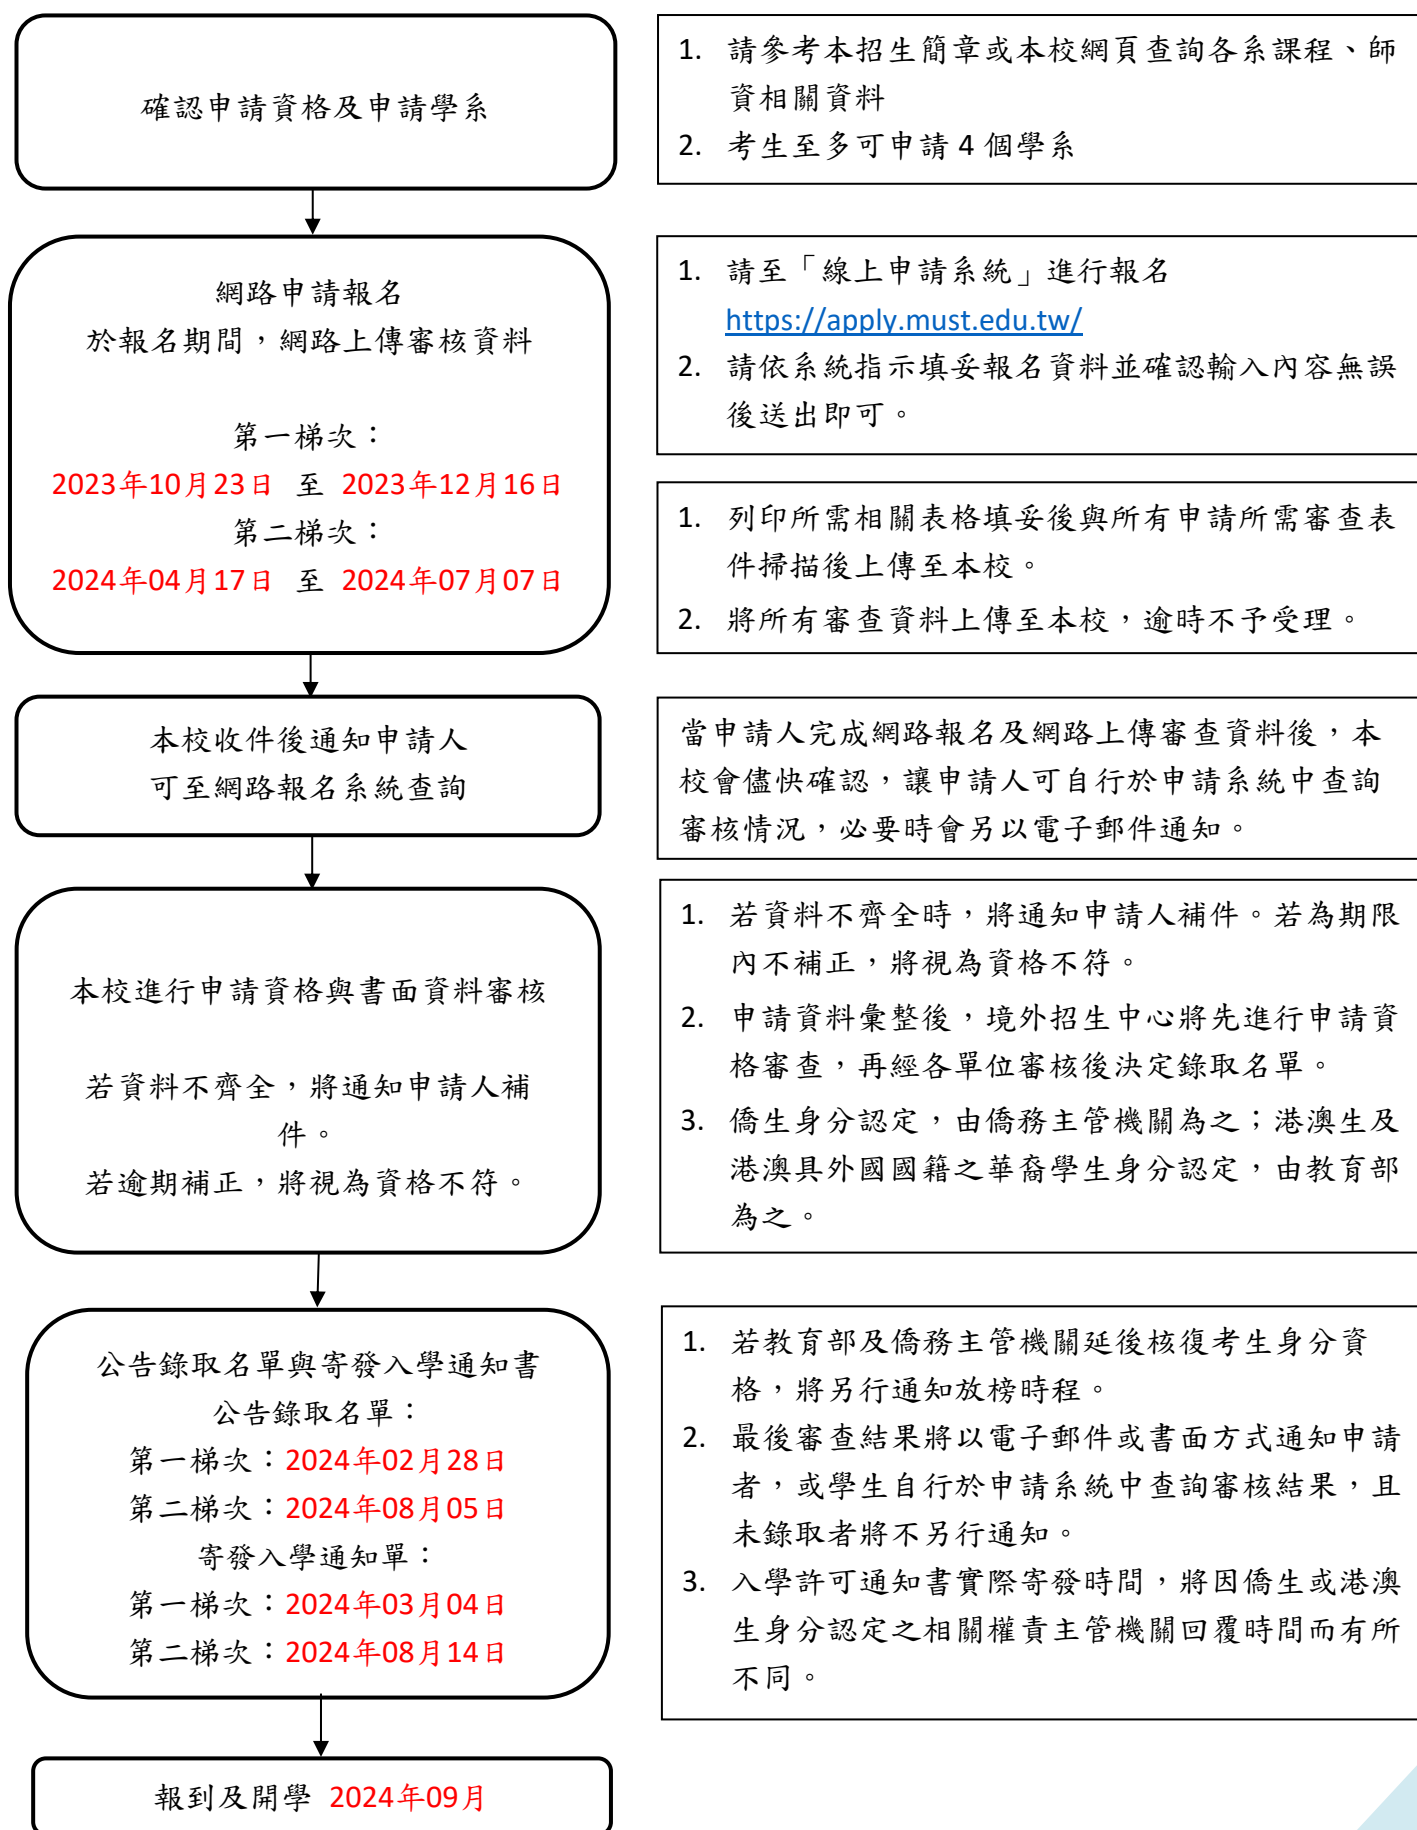 確認申請資格及申請學系
1. 請參考本招生簡章或本校網頁查詢各系課程、師
資相關資料
2. 考生至多可申請 4 個學系
網路申請報名
於報名期間，網路上傳審核資料
第一梯次：
2023年10月23日 至 2023年12月16日
第二梯次：
2024年04月17日 至 2024年07月07日
1. 請至「線上申請系統」進行報名
https://apply.must.edu.tw/
2. 請依系統指示填妥報名資料並確認輸入內容無誤
後送出即可。
1. 列印所需相關表格填妥後與所有申請所需審查表
件掃描後上傳至本校。
2. 將所有審查資料上傳至本校，逾時不予受理。
本校收件後通知申請人
可至網路報名系統查詢
當申請人完成網路報名及網路上傳審查資料後，本
校會儘快確認，讓申請人可自行於申請系統中查詢
審核情況，必要時會另以電子郵件通知。
本校進行申請資格與書面資料審核
若資料不齊全，將通知申請人補
件。
若逾期補正，將視為資格不符。
1. 若資料不齊全時，將通知申請人補件。若為期限
內不補正，將視為資格不符。
2. 申請資料彙整後，境外招生中心將先進行申請資
格審查，再經各單位審核後決定錄取名單。
3. 僑生身分認定，由僑務主管機關為之；港澳生及
港澳具外國國籍之華裔學生身分認定，由教育部
為之。
公告錄取名單與寄發入學通知書
公告錄取名單：
第一梯次：2024年02月28日
第二梯次：2024年08月05日
寄發入學通知單：
第一梯次：2024年03月04日
第二梯次：2024年08月14日
1. 若教育部及僑務主管機關延後核復考生身分資
格，將另行通知放榜時程。
2. 最後審查結果將以電子郵件或書面方式通知申請
者，或學生自行於申請系統中查詢審核結果，且
未錄取者將不另行通知。
3. 入學許可通知書實際寄發時間，將因僑生或港澳
生身分認定之相關權責主管機關回覆時間而有所
不同。
報到及開學 2024年09月